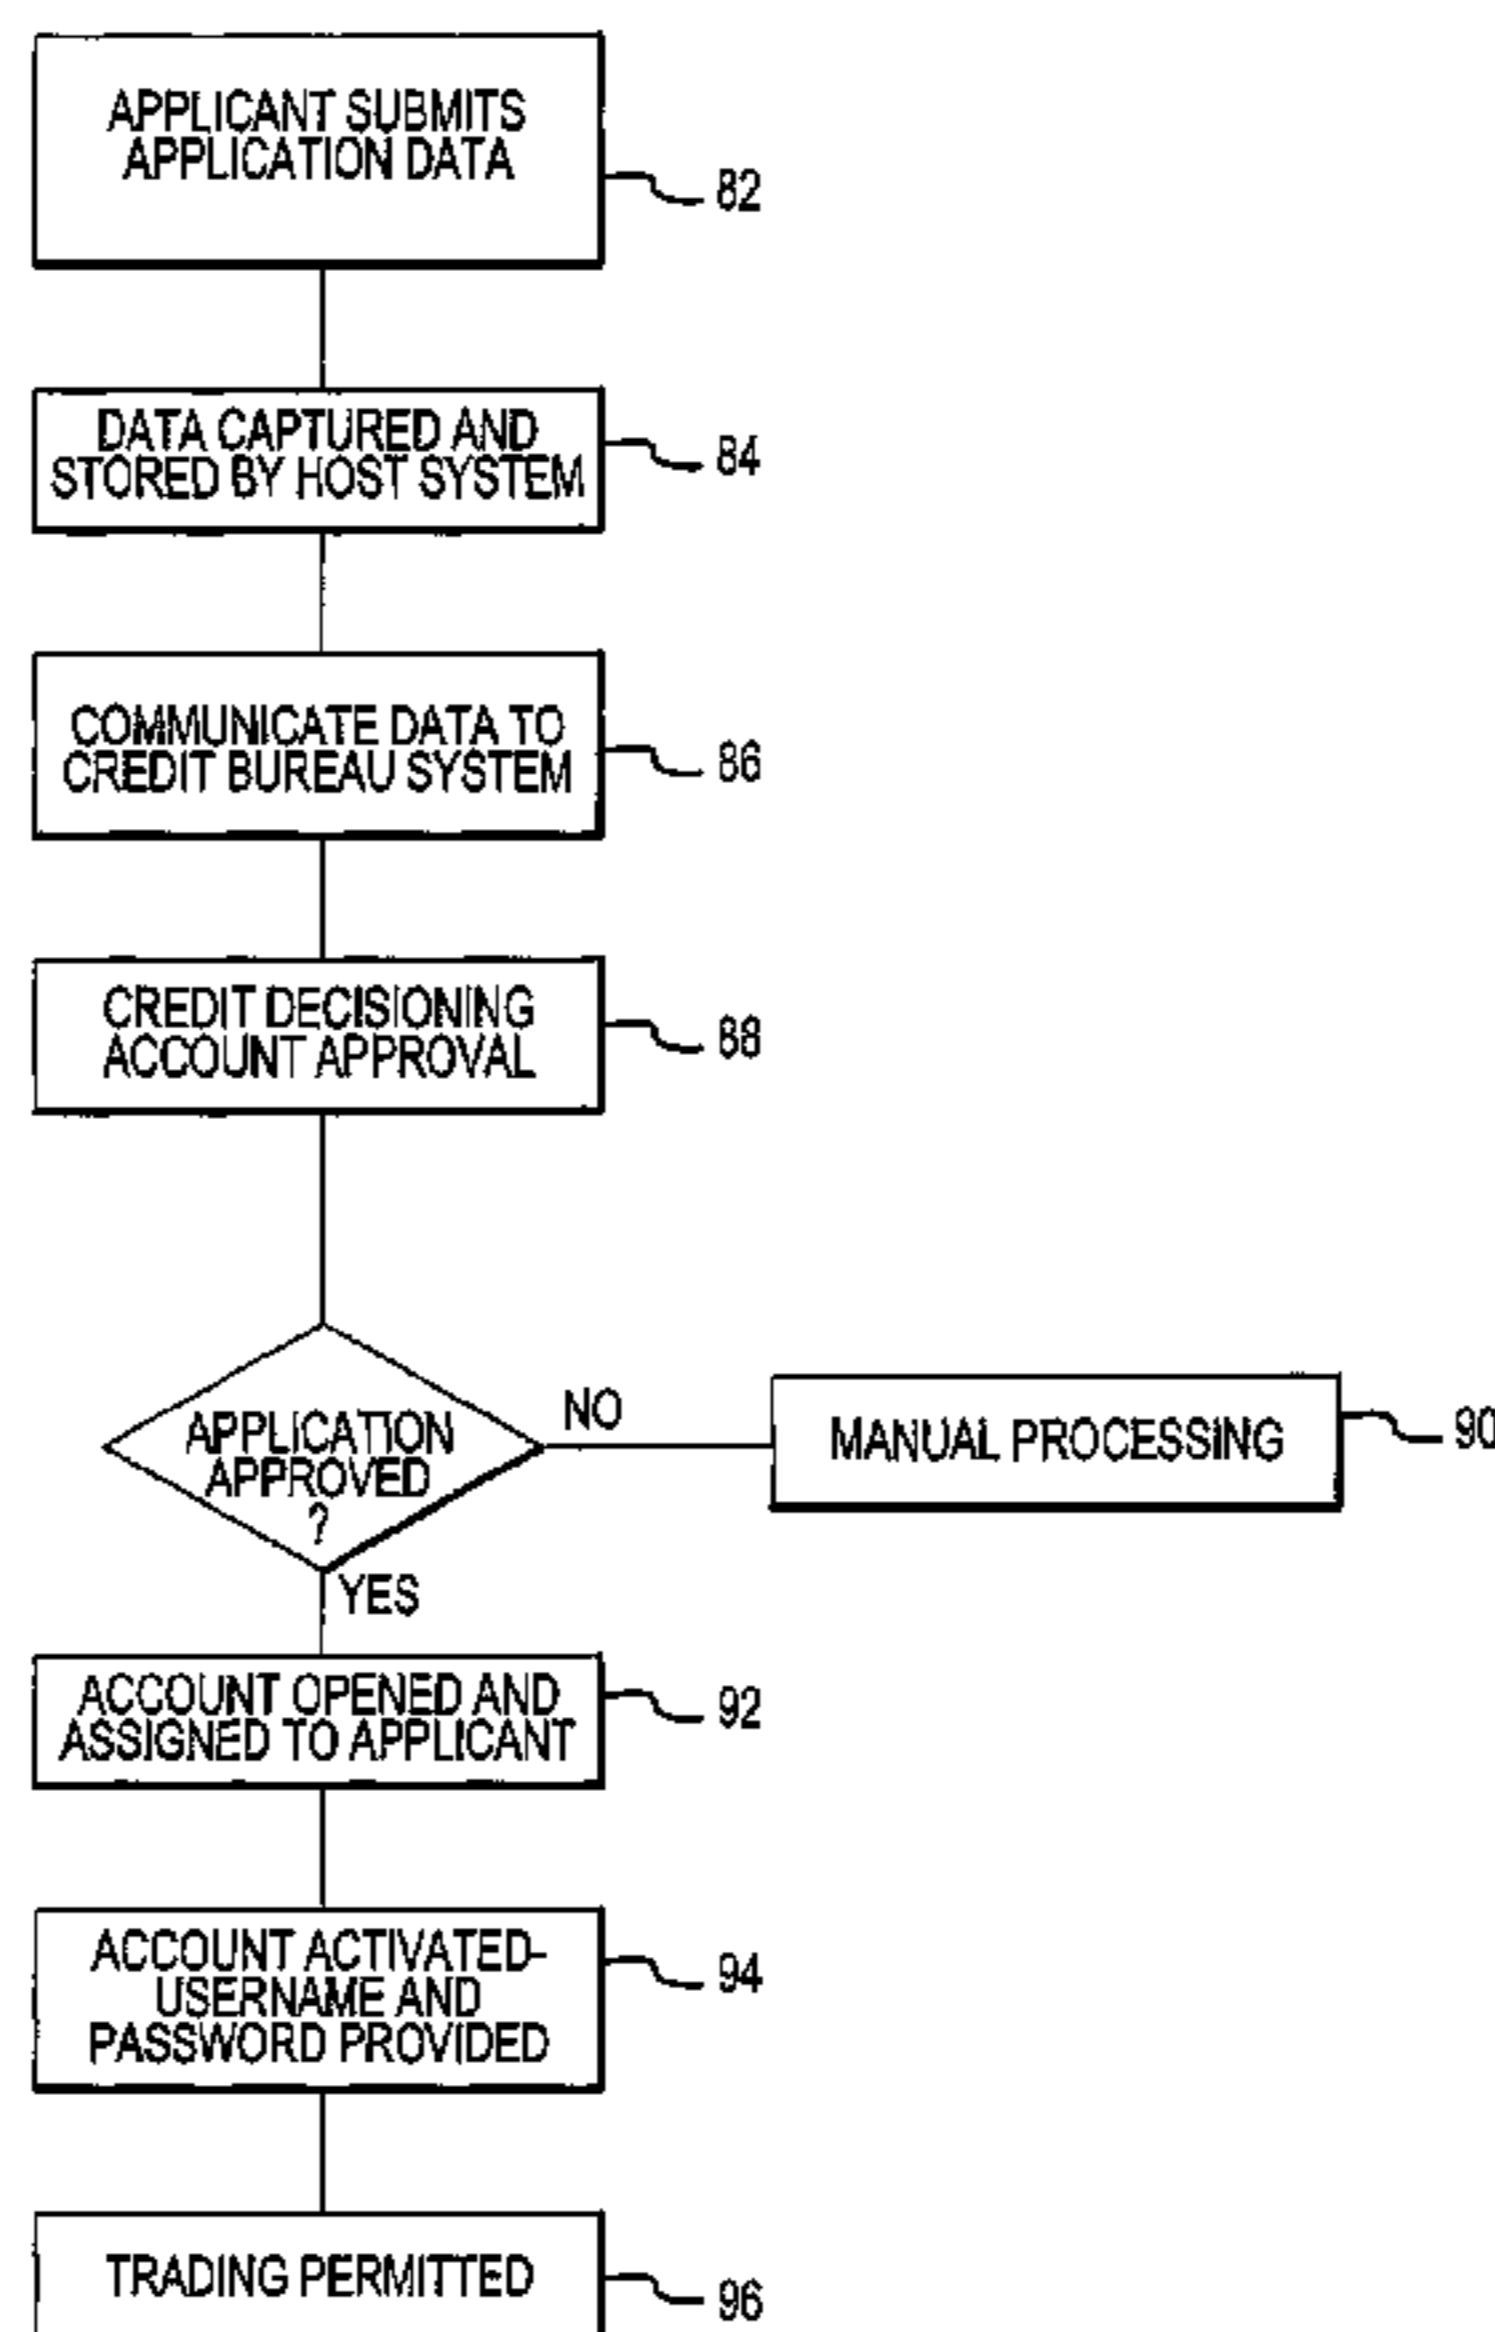 APPLICANT SUBMITS
APPLICATION DATA
82
DATA CAPTURED AND
STORED BY HOST SYSTEM
84
COMMUNICATE DATA TO
CREDIT BUREAU SYSTEM
86
CREDIT DECISIONING
ACCOUNT APPROVAL
88
APPLICATION
APPROVED
?
NO
MANUAL PROCESSING
90
YES
ACCOUNT OPENED AND
ASSIGNED TO APPLICANT
92
ACCOUNT ACTIVATED-
USERNAME AND
PASSWORD PROVIDED
94
TRADING PERMITTED
96